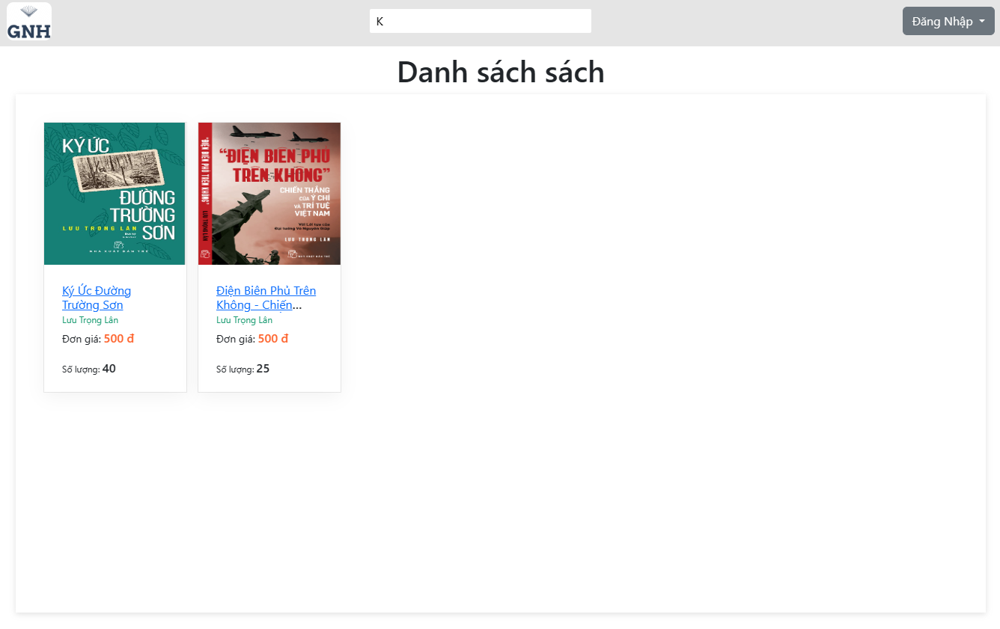 GNH
K
Đăng Nhập
Danh sách sách
KÝ ỨC
ĐƯỜNG
TRƯỜNG
SƠN
LƯU TRỌNG LÂN
NHÀ XUẤT BẢN TRẺ
Ký Ức Đường
Trường Sơn
Lưu Trọng Lân
Đơn giá: 500 đ
Số lượng: 40
"ĐIỆN BIÊN PHỦ TRÊN KHÔNG" LƯU TRỌNG LÂN
"ĐIỆN BIÊN PHỦ
TRÊN KHÔNG"
CHIẾN THẮNG
CỦA Ý CHÍ
VÀ TRÍ TUỆ
VIỆT NAM
Với Lời tựa của
Đại tướng Võ Nguyên Giáp
LƯU TRỌNG LÂN
NHÀ XUẤT BẢN TRẺ
Điện Biên Phủ Trên
Không - Chiến...
Lưu Trọng Lân
Đơn giá: 500 đ
Số lượng: 25